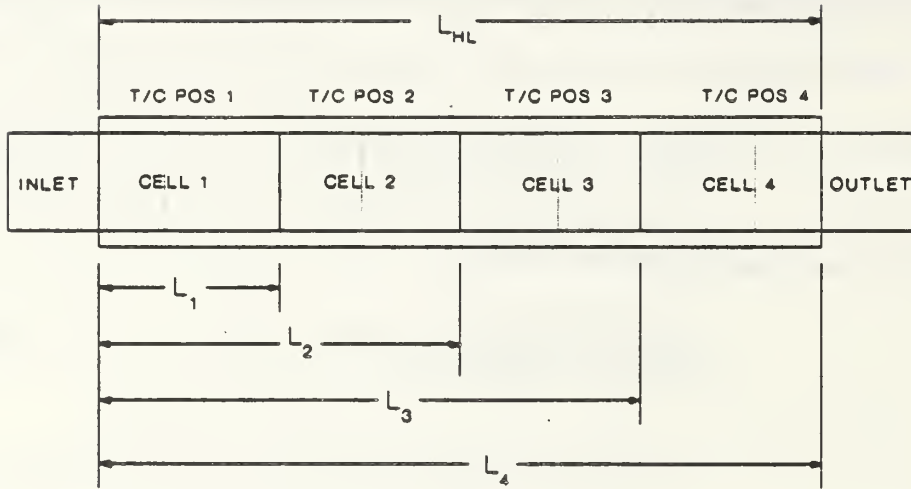 L_HL
T/C POS 1 T/C POS 2 T/C POS 3 T/C POS 4
INLET CELL 1 CELL 2 CELL 3 CELL 4 OUTLET
L_1
L_2
L_3
L_4